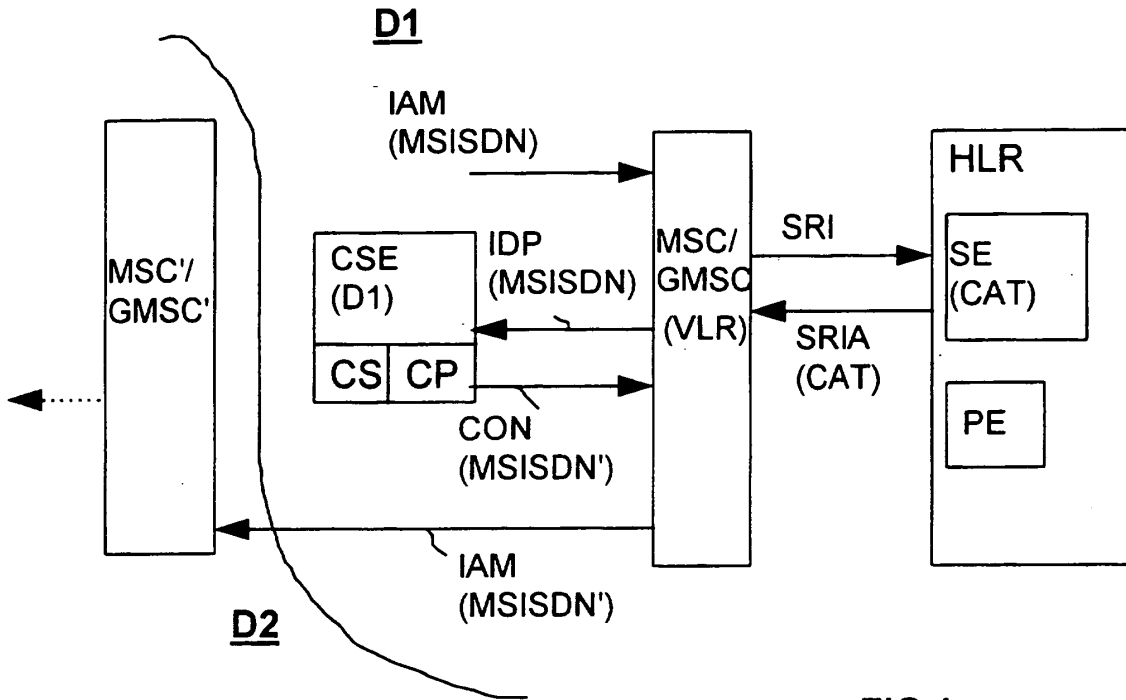 D1
IAM
(MSISDN)
HLR
MSC'/
GMSC'
CSE
(D1)
IDP
(MSISDN)
MSC/
GMSC
(VLR)
SRI
SE
(CAT)
SRIA
(CAT)
CS
CP
PE
CON
(MSISDN')
IAM
(MSISDN')
D2